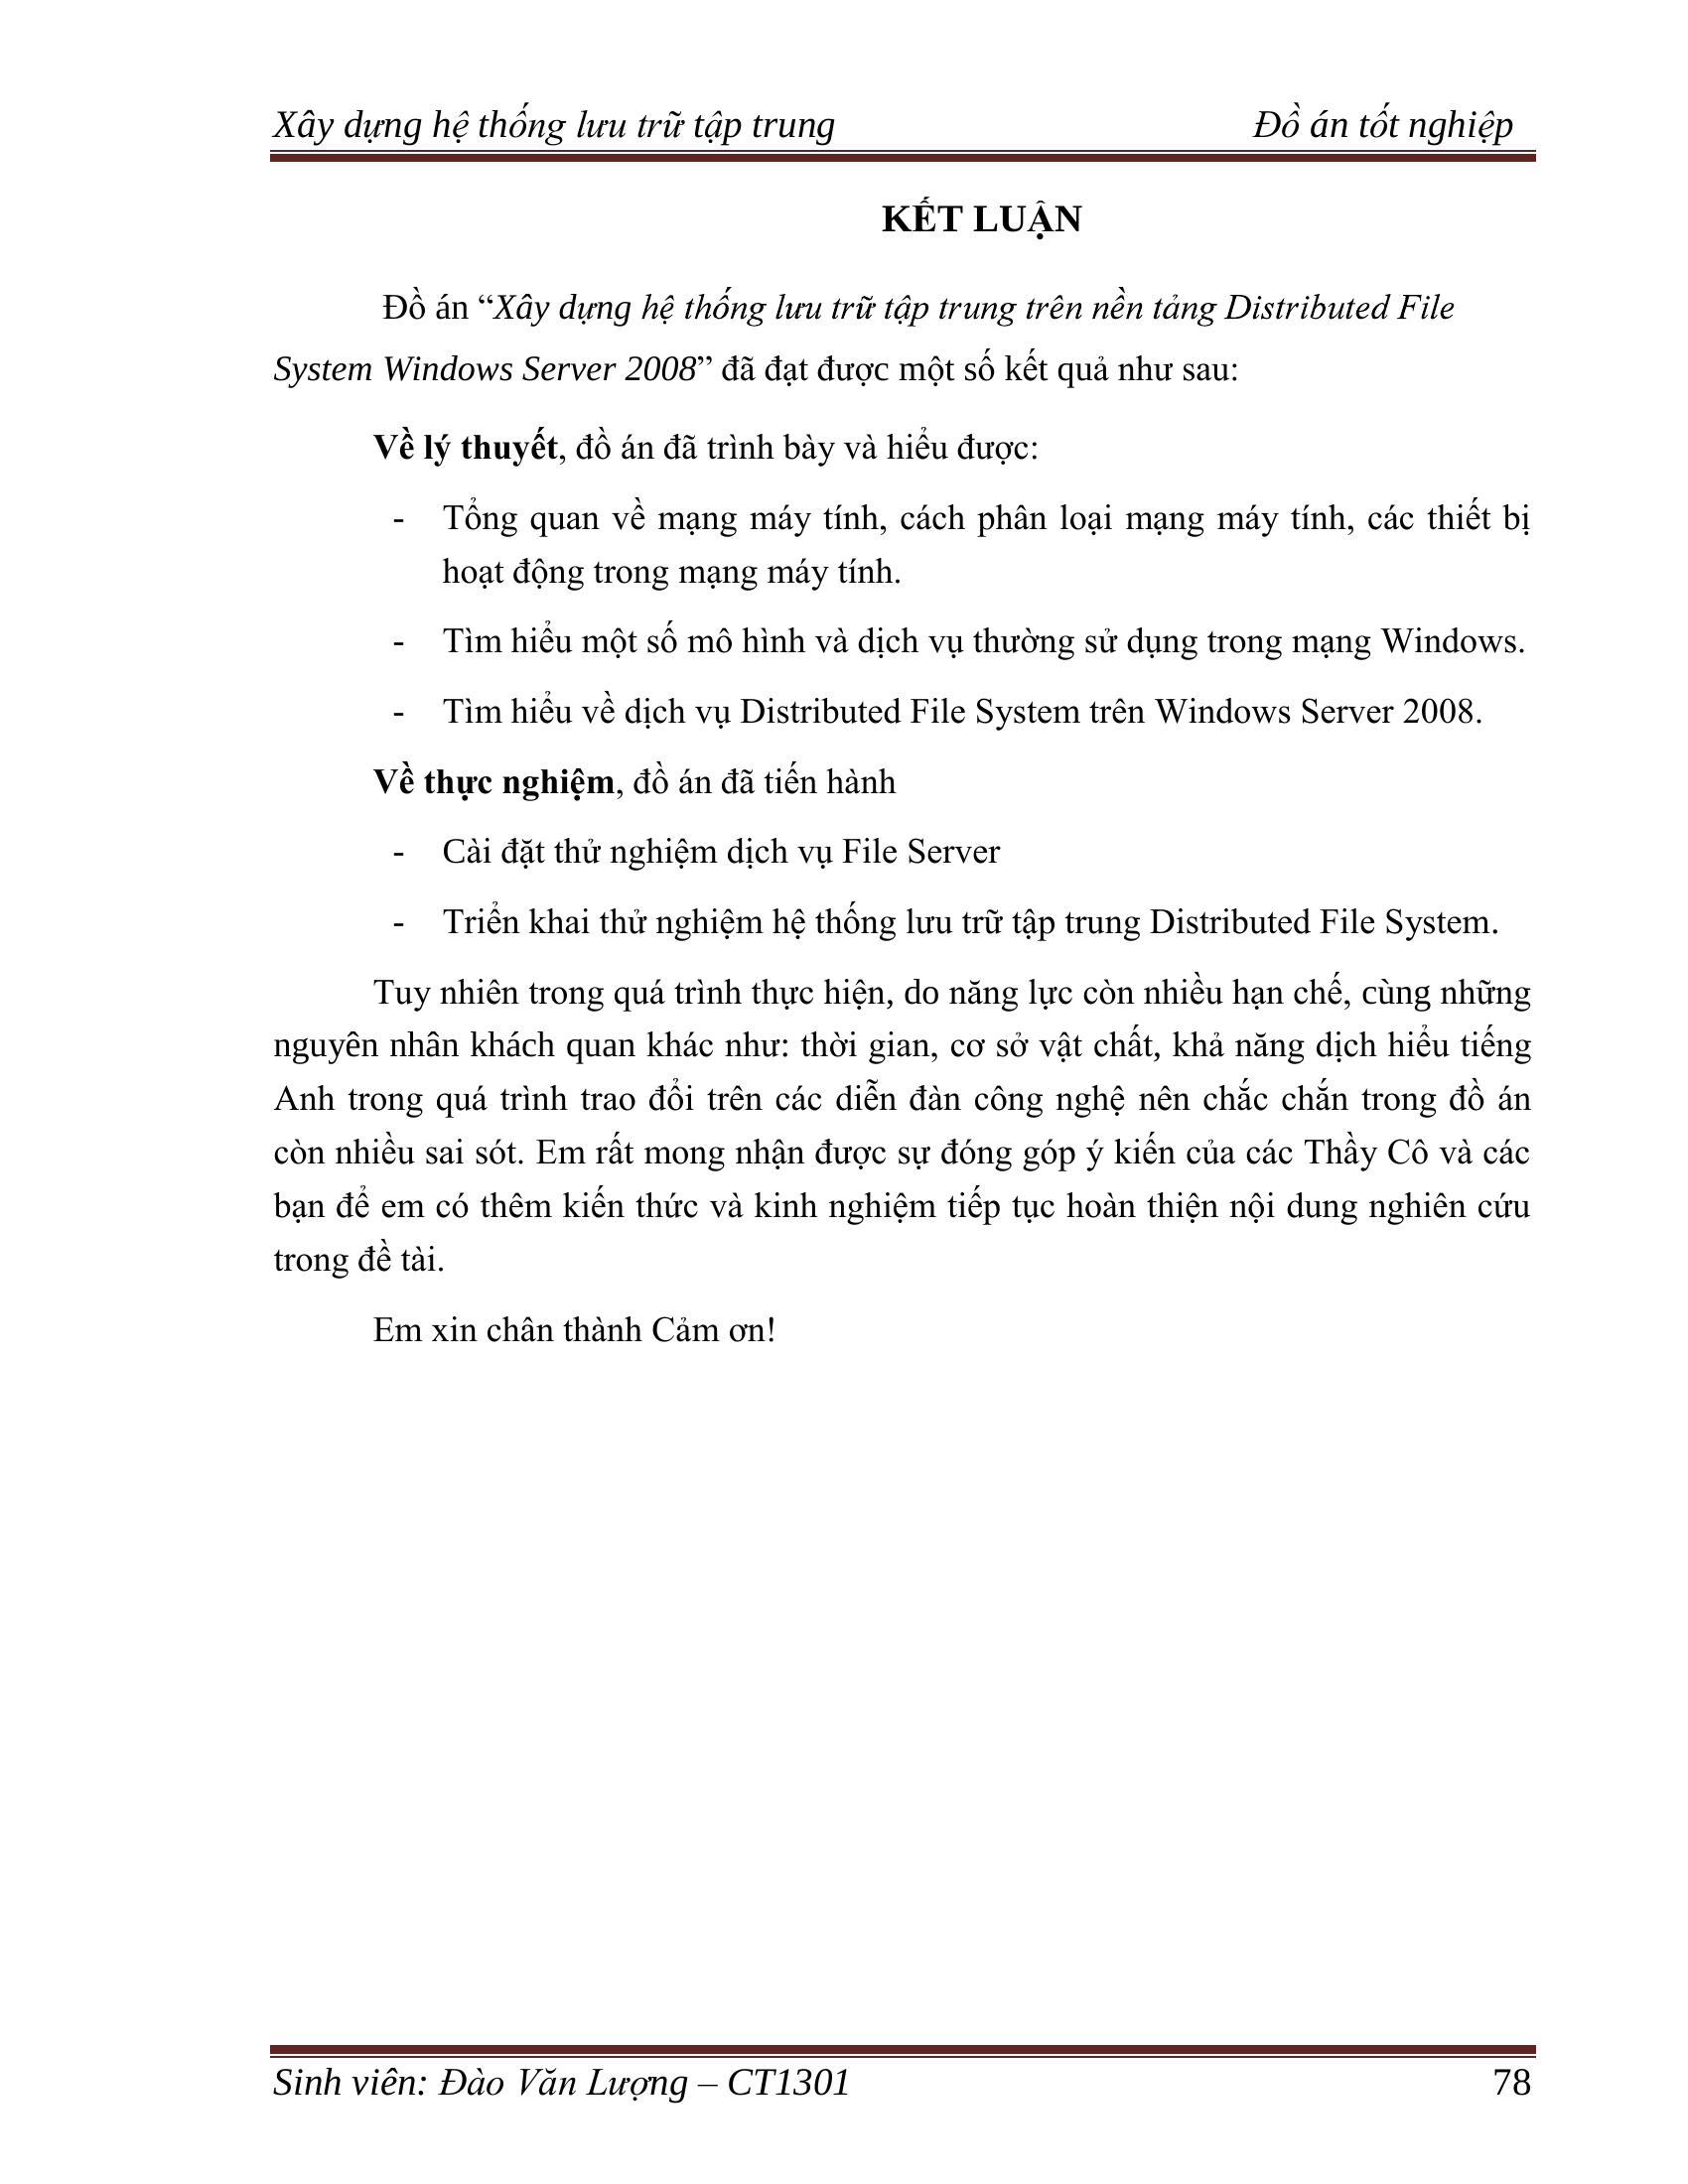 Xây dựng hệ thống lưu trữ tập trung Đồ án tốt nghiệp
KẾT LUẬN
Đồ án “Xây dựng hệ thống lưu trữ tập trung trên nền tảng Distributed File
System Windows Server 2008” đã đạt được một số kết quả như sau:
Về lý thuyết, đồ án đã trình bày và hiểu được:
- Tổng quan về mạng máy tính, cách phân loại mạng máy tính, các thiết bị
hoạt động trong mạng máy tính.
- Tìm hiểu một số mô hình và dịch vụ thường sử dụng trong mạng Windows.
- Tìm hiểu về dịch vụ Distributed File System trên Windows Server 2008.
Về thực nghiệm, đồ án đã tiến hành
- Cài đặt thử nghiệm dịch vụ File Server
- Triển khai thử nghiệm hệ thống lưu trữ tập trung Distributed File System.
Tuy nhiên trong quá trình thực hiện, do năng lực còn nhiều hạn chế, cùng những
nguyên nhân khách quan khác như: thời gian, cơ sở vật chất, khả năng dịch hiểu tiếng
Anh trong quá trình trao đổi trên các diễn đàn công nghệ nên chắc chắn trong đồ án
còn nhiều sai sót. Em rất mong nhận được sự đóng góp ý kiến của các Thầy Cô và các
bạn để em có thêm kiến thức và kinh nghiệm tiếp tục hoàn thiện nội dung nghiên cứu
trong đề tài.
Em xin chân thành Cảm ơn!
Sinh viên: Đào Văn Lượng – CT1301 78